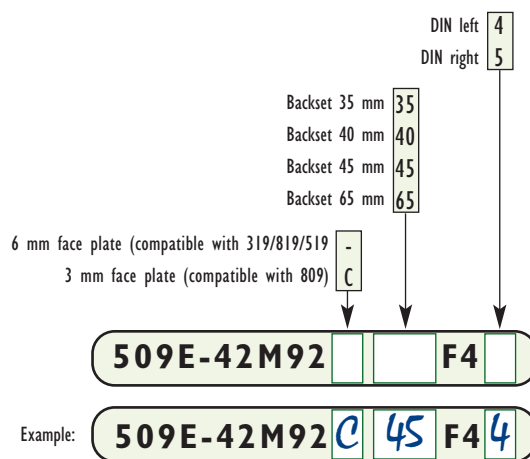 DIN left 4
DIN right 5
Backset 35 mm 35
Backset 40 mm 40
Backset 45 mm 45
Backset 65 mm 65
6 mm face plate (compatible with 319/819/519 -
3 mm face plate (compatible with 809) C
509E-42M92 F4
Example: 509E-42M92 C 45 F4 4